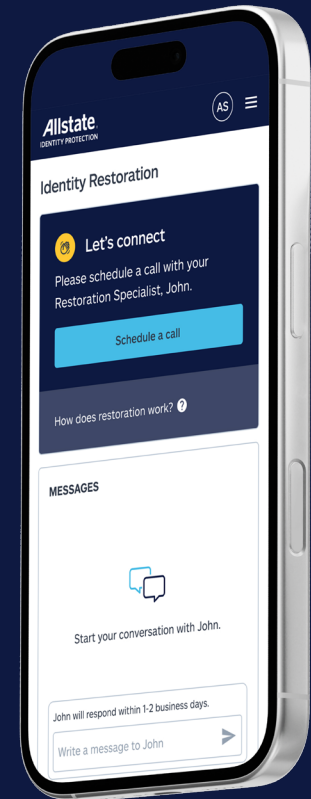 Allstate
IDENTITY PROTECTION
AS
Identity Restoration
Let's connect
Please schedule a call with your
Restoration Specialist, John.
Schedule a call
How does restoration work? ?
MESSAGES
Start your conversation with John.
John will respond within 1-2 business days.
Write a message to John